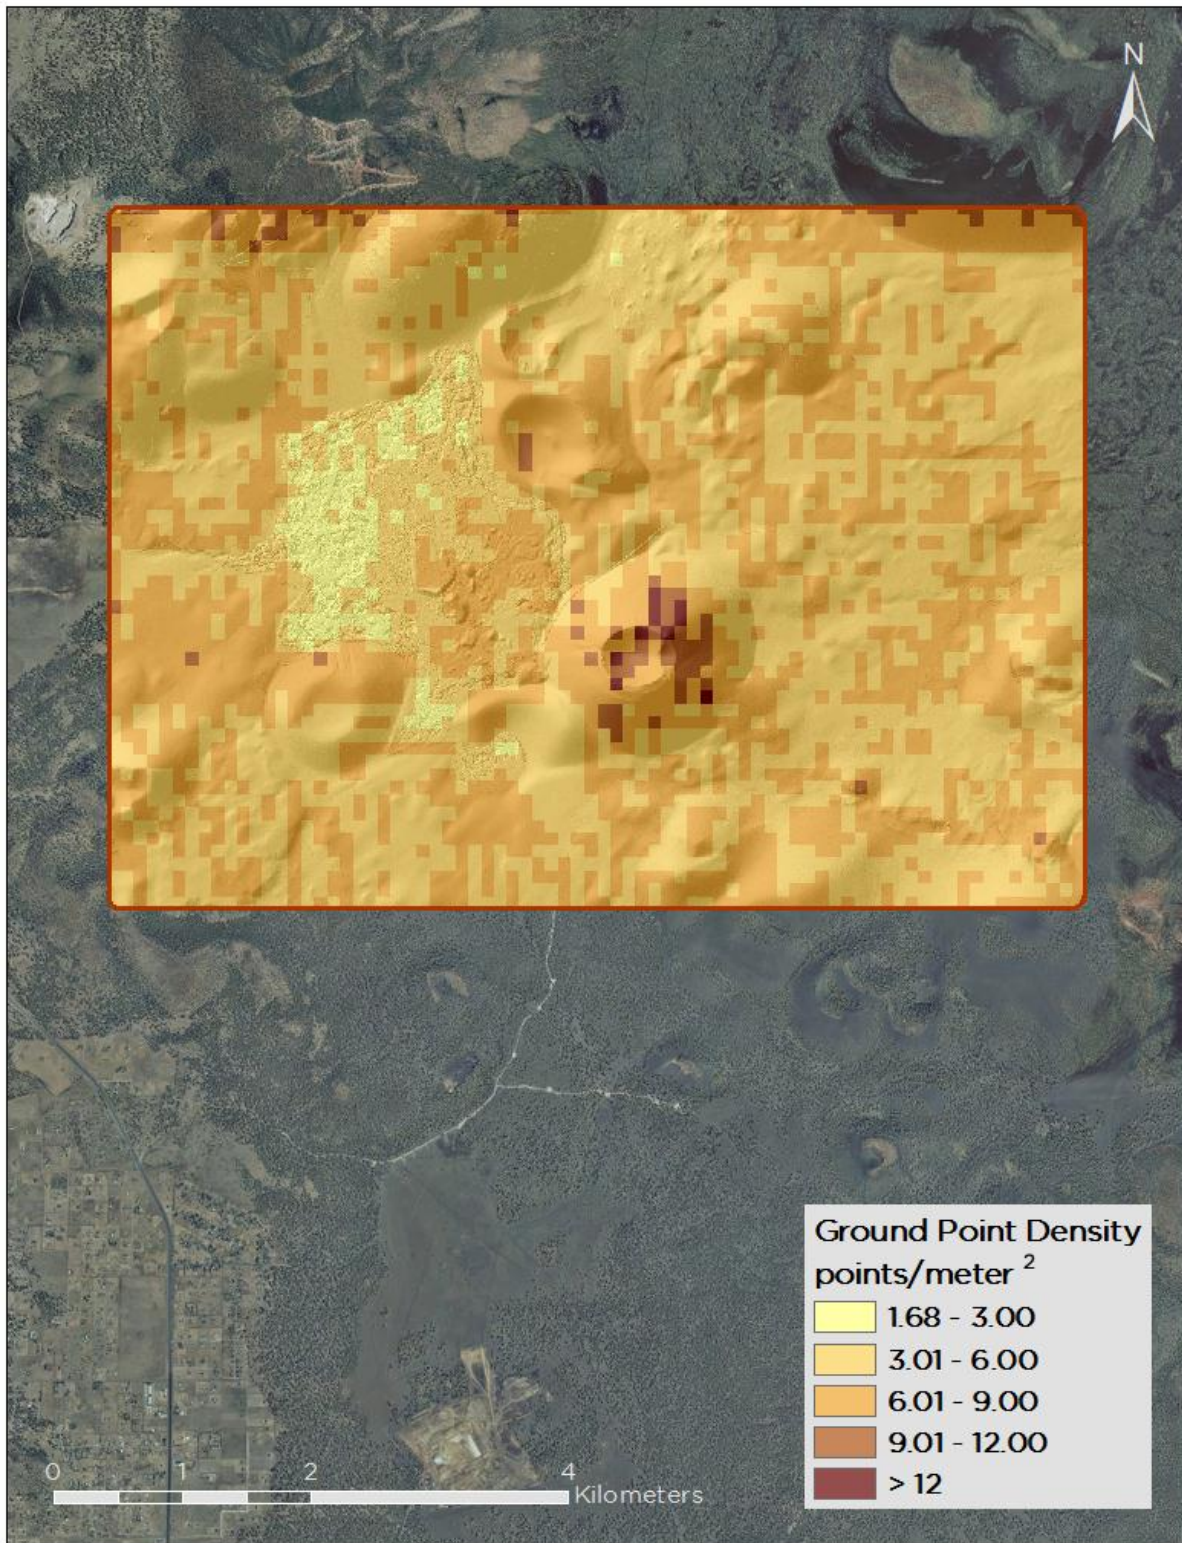 N
Ground Point Density
points/meter ²
1.68 - 3.00
3.01 - 6.00
6.01 - 9.00
9.01 - 12.00
> 12
0 1 2 4
Kilometers